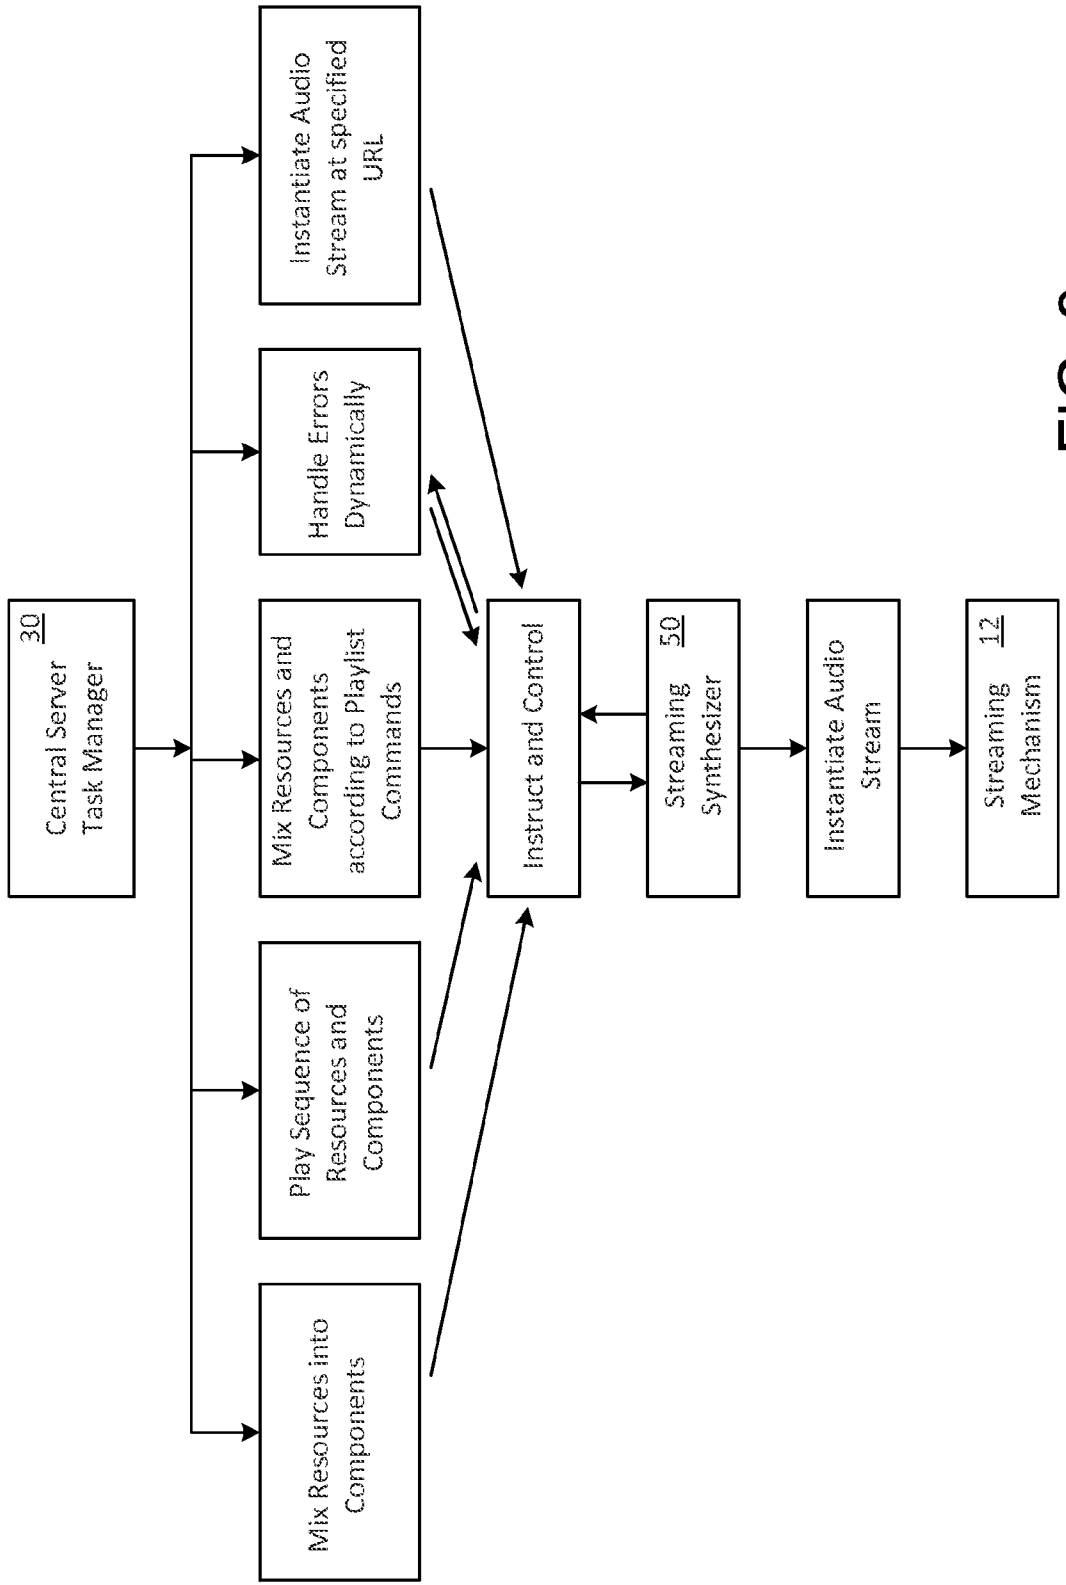 30
Central Server
Task Manager
Mix Resources into
Components
Play Sequence of
Resources and
Components
Mix Resources and
Components
according to Playlist
Commands
Handle Errors
Dynamically
Instantiate Audio
Stream at specified
URL
Instruct and Control
50
Streaming
Synthesizer
Instantiate Audio
Stream
12
Streaming
Mechanism
FIG.